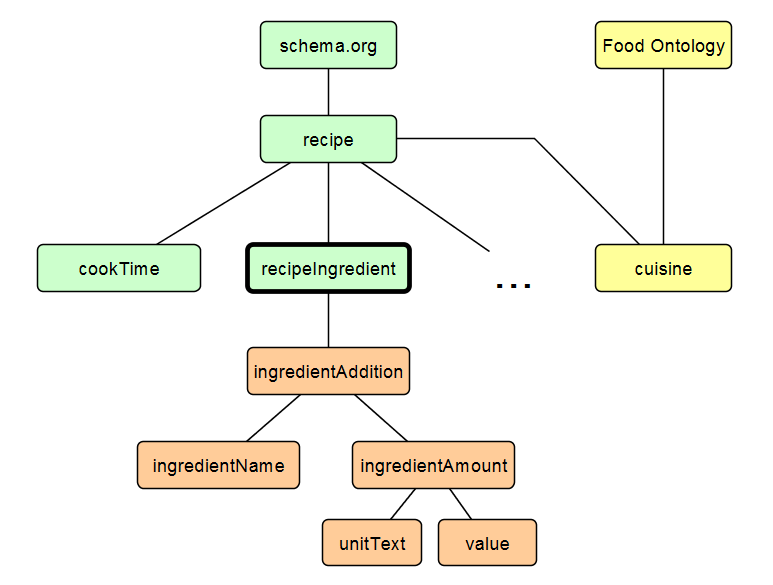 schema.org
Food Ontology
recipe
cookTime
recipeIngredient
...
cuisine
ingredientAddition
ingredientName
ingredientAmount
unitText
value